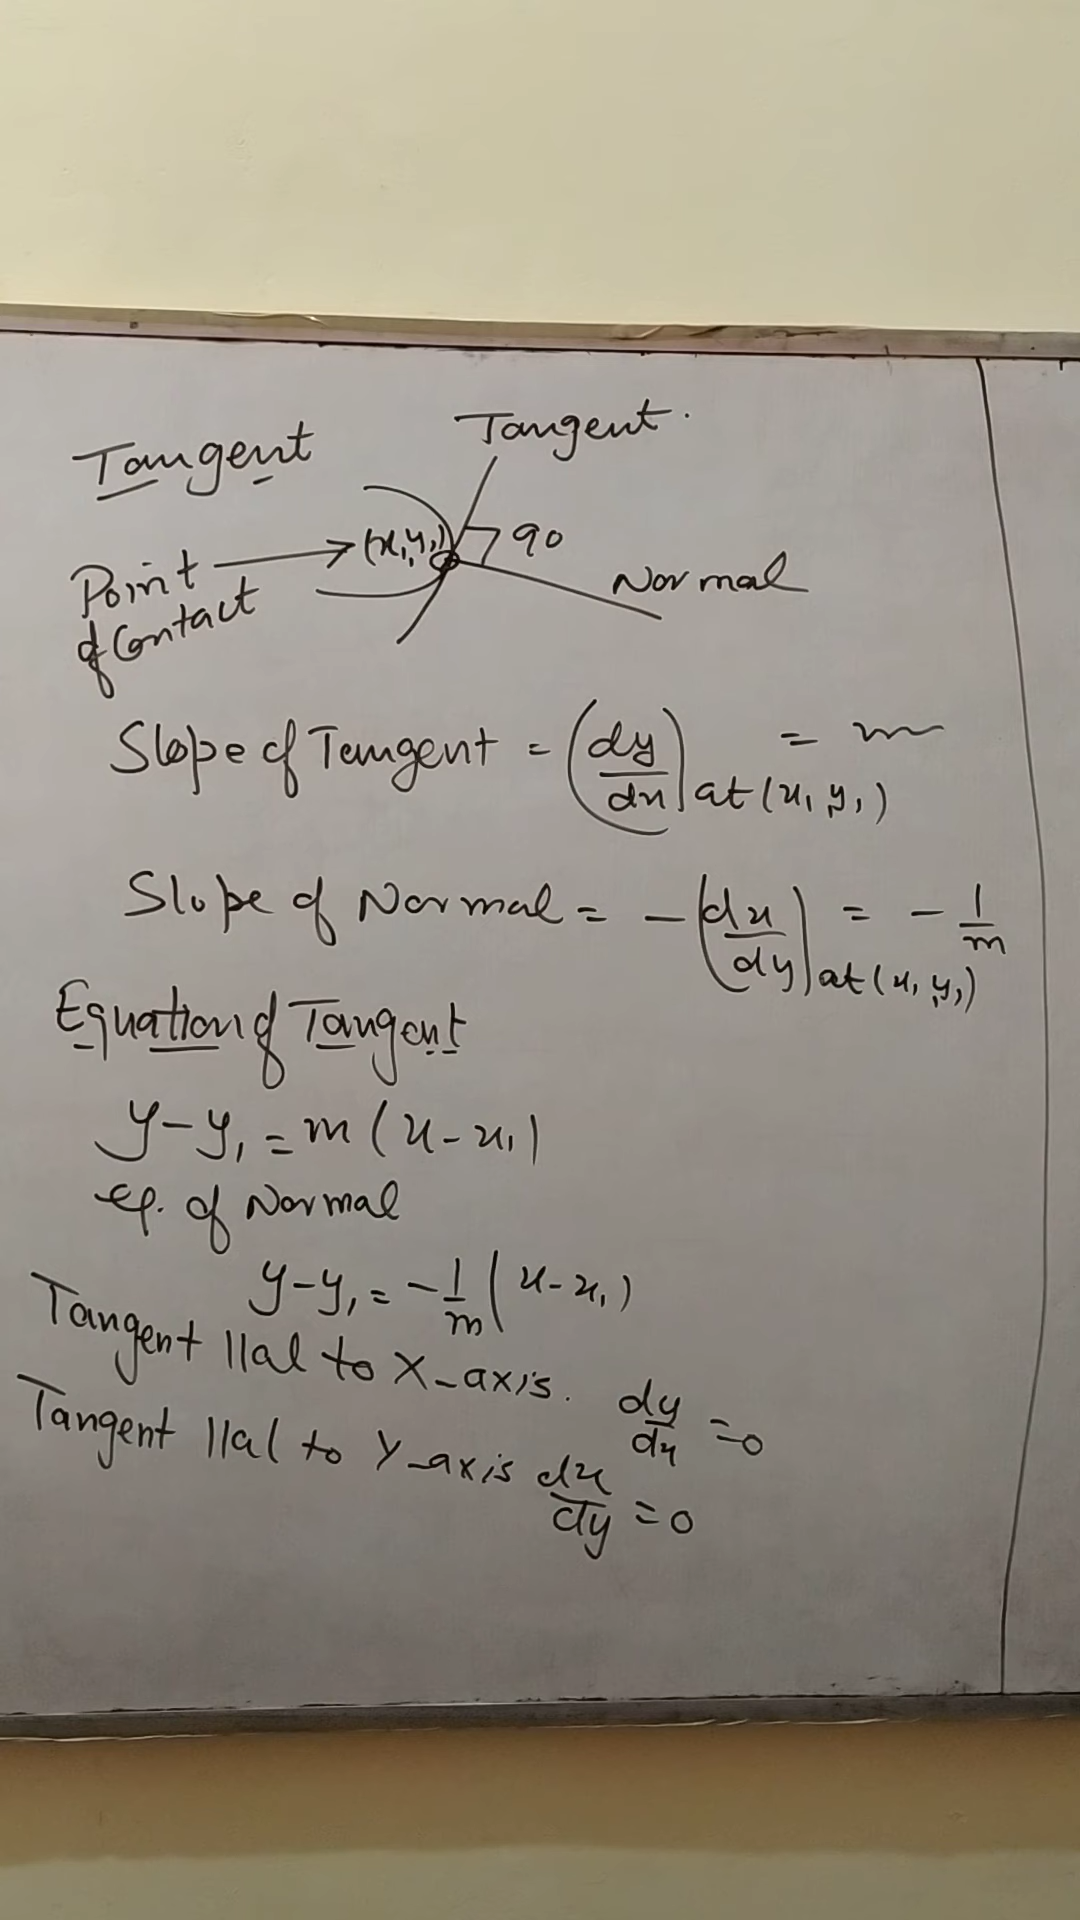 Tangent
Tangent.
(x₁,y₁)
90
Point
of Contact
Normal
Slope of Tangent = (dy/dx) at (x₁ y₁) = m
Slope of Normal = -(dx/dy) at (x₁ y₁) = -1/m
Equation of Tangent
y-y₁ = m(x-x₁)
eq. of Normal
y-y₁ = -1/m (x-x₁)
Tangent llal to X-axis. dy/dx = 0
Tangent llal to Y-axis dx/dy = 0